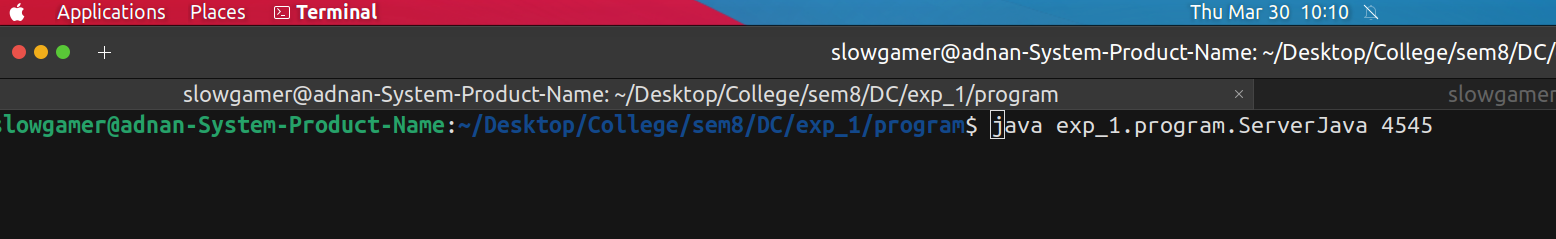 Applications Places Terminal Thu Mar 30 10:10
slowgamer@adnan-System-Product-Name: ~/Desktop/College/sem8/DC/
slowgamer@adnan-System-Product-Name: ~/Desktop/College/sem8/DC/exp_1/program × slowgamer
slowgamer@adnan-System-Product-Name:~/Desktop/College/sem8/DC/exp_1/program$ java exp_1.program.ServerJava 4545